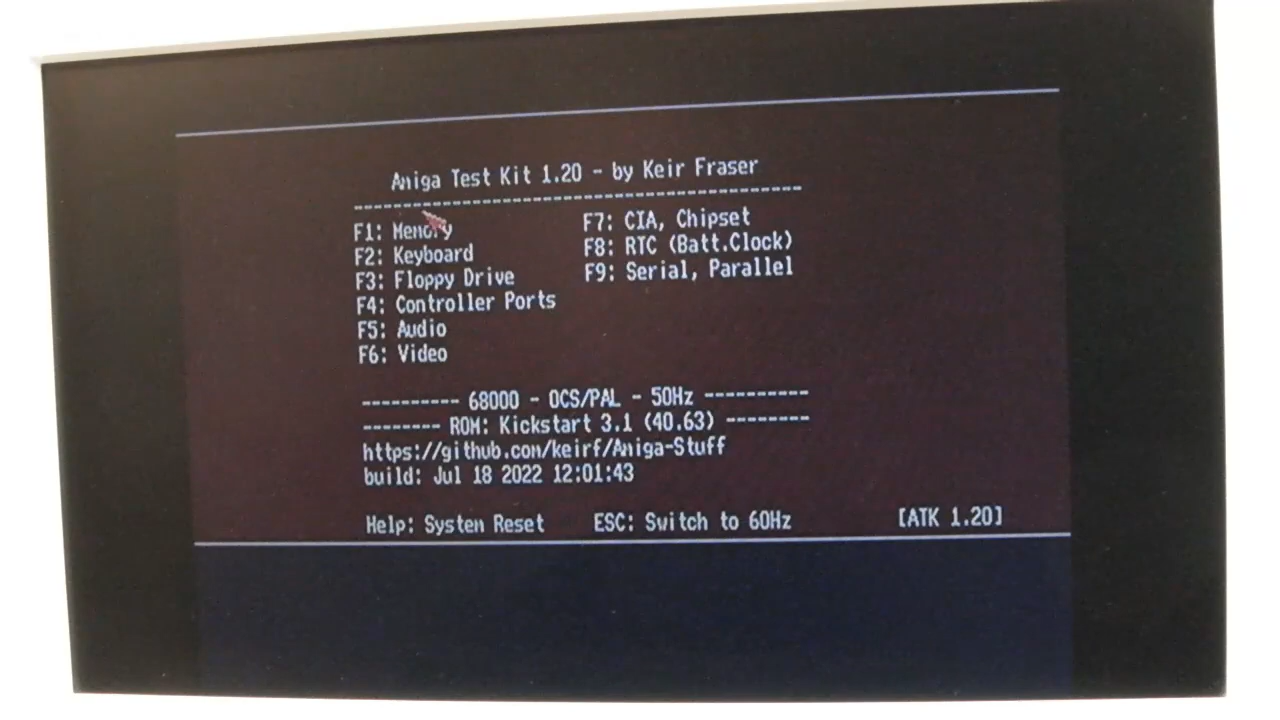 Amiga Test Kit 1.20 - by Keir Fraser
----------------------------------------------
F1: Memory F7: CIA, Chipset
F2: Keyboard F8: RTC (Batt.Clock)
F3: Floppy Drive F9: Serial, Parallel
F4: Controller Ports
F5: Audio
F6: Video
---------- 68000 - OCS/PAL - 50Hz -----------
-------- ROM: Kickstart 3.1 (40.63) --------
https://github.com/keirf/Amiga-Stuff
build: Jul 18 2022 12:01:43
Help: System Reset ESC: Switch to 60Hz [ATK 1.20]